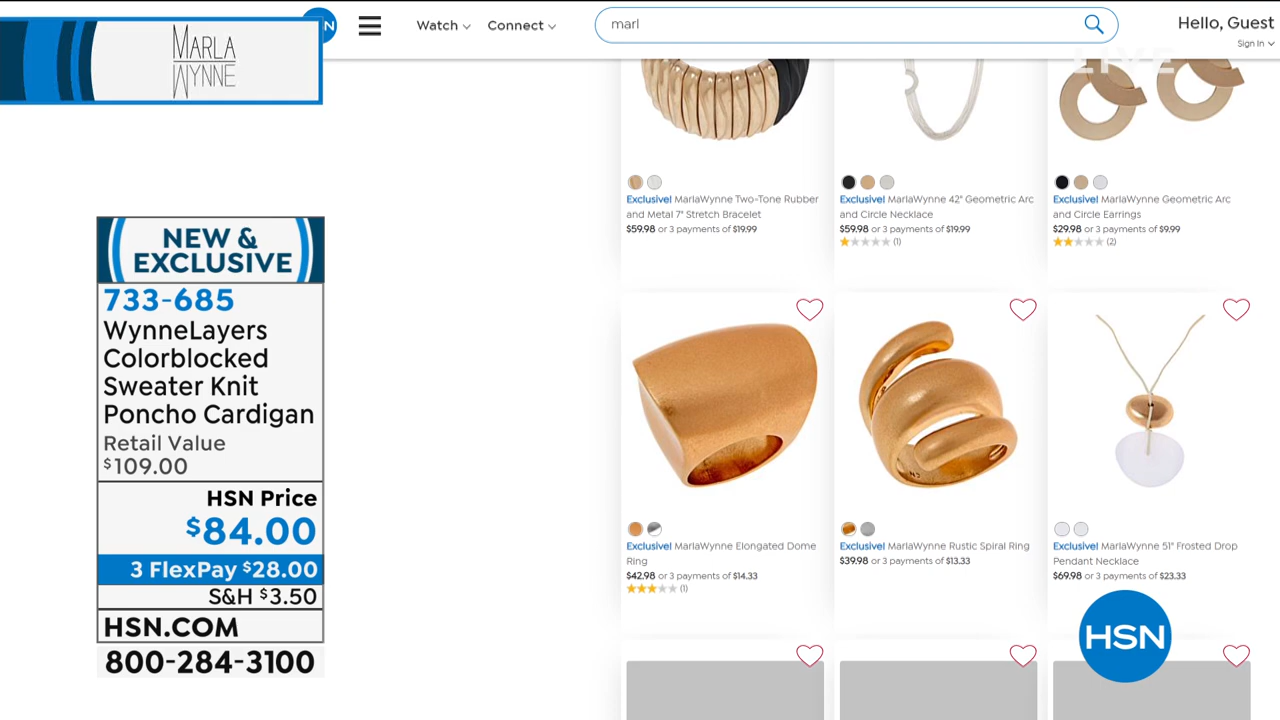 MARLA
WYNNE
SN
Watch
Connect
marl
Hello, Guest
Sign In
LIVE
Exclusive! MarlaWynne Two-Tone Rubber
and Metal 7" Stretch Bracelet
$59.98 or 3 payments of $19.99
Exclusive! MarlaWynne 42" Geometric Arc
and Circle Necklace
$59.98 or 3 payments of $19.99
(1)
Exclusive! MarlaWynne Geometric Arc
and Circle Earrings
$29.98 or 3 payments of $9.99
(2)
NEW &
EXCLUSIVE
733-685
WynneLayers
Colorblocked
Sweater Knit
Poncho Cardigan
Retail Value
$109.00
HSN Price
$84.00
3 FlexPay $28.00
S&H $3.50
HSN.COM
800-284-3100
Exclusive! MarlaWynne Elongated Dome
Ring
$42.98 or 3 payments of $14.33
(1)
Exclusive! MarlaWynne Rustic Spiral Ring
$39.98 or 3 payments of $13.33
Exclusive! MarlaWynne 51" Frosted Drop
Pendant Necklace
$69.98 or 3 payments of $23.33
HSN